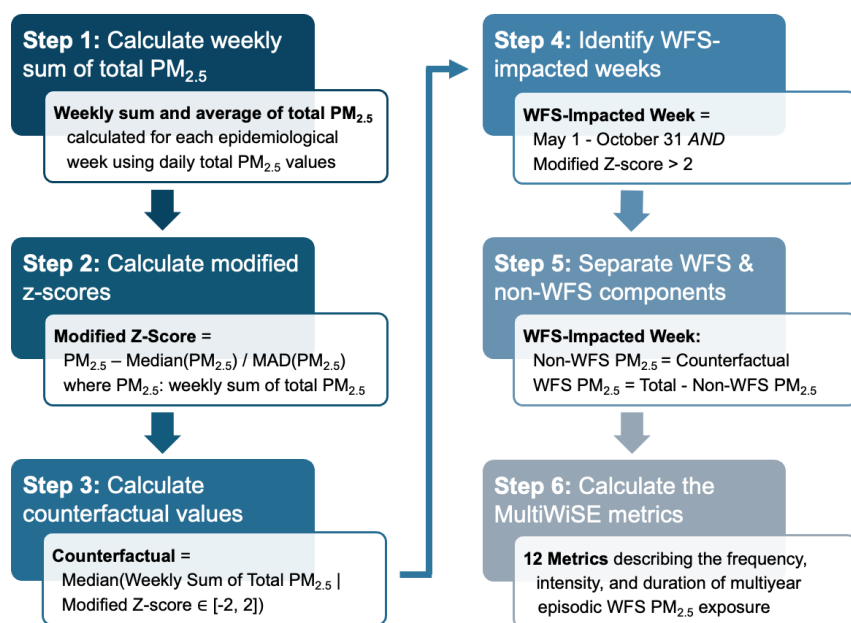 Step 1: Calculate weekly
sum of total PM2.5
Weekly sum and average of total PM2.5
calculated for each epidemiological
week using daily total PM2.5 values
Step 2: Calculate modified
z-scores
Modified Z-Score =
PM2.5 – Median(PM2.5) / MAD(PM2.5)
where PM2.5: weekly sum of total PM2.5
Step 3: Calculate
counterfactual values
Counterfactual =
Median(Weekly Sum of Total PM2.5 |
Modified Z-score ∈ [-2, 2])
Step 4: Identify WFS-
impacted weeks
WFS-Impacted Week =
May 1 - October 31 AND
Modified Z-score > 2
Step 5: Separate WFS &
non-WFS components
WFS-Impacted Week:
Non-WFS PM2.5 = Counterfactual
WFS PM2.5 = Total - Non-WFS PM2.5
Step 6: Calculate the
MultiWiSE metrics
12 Metrics describing the frequency,
intensity, and duration of multiyear
episodic WFS PM2.5 exposure